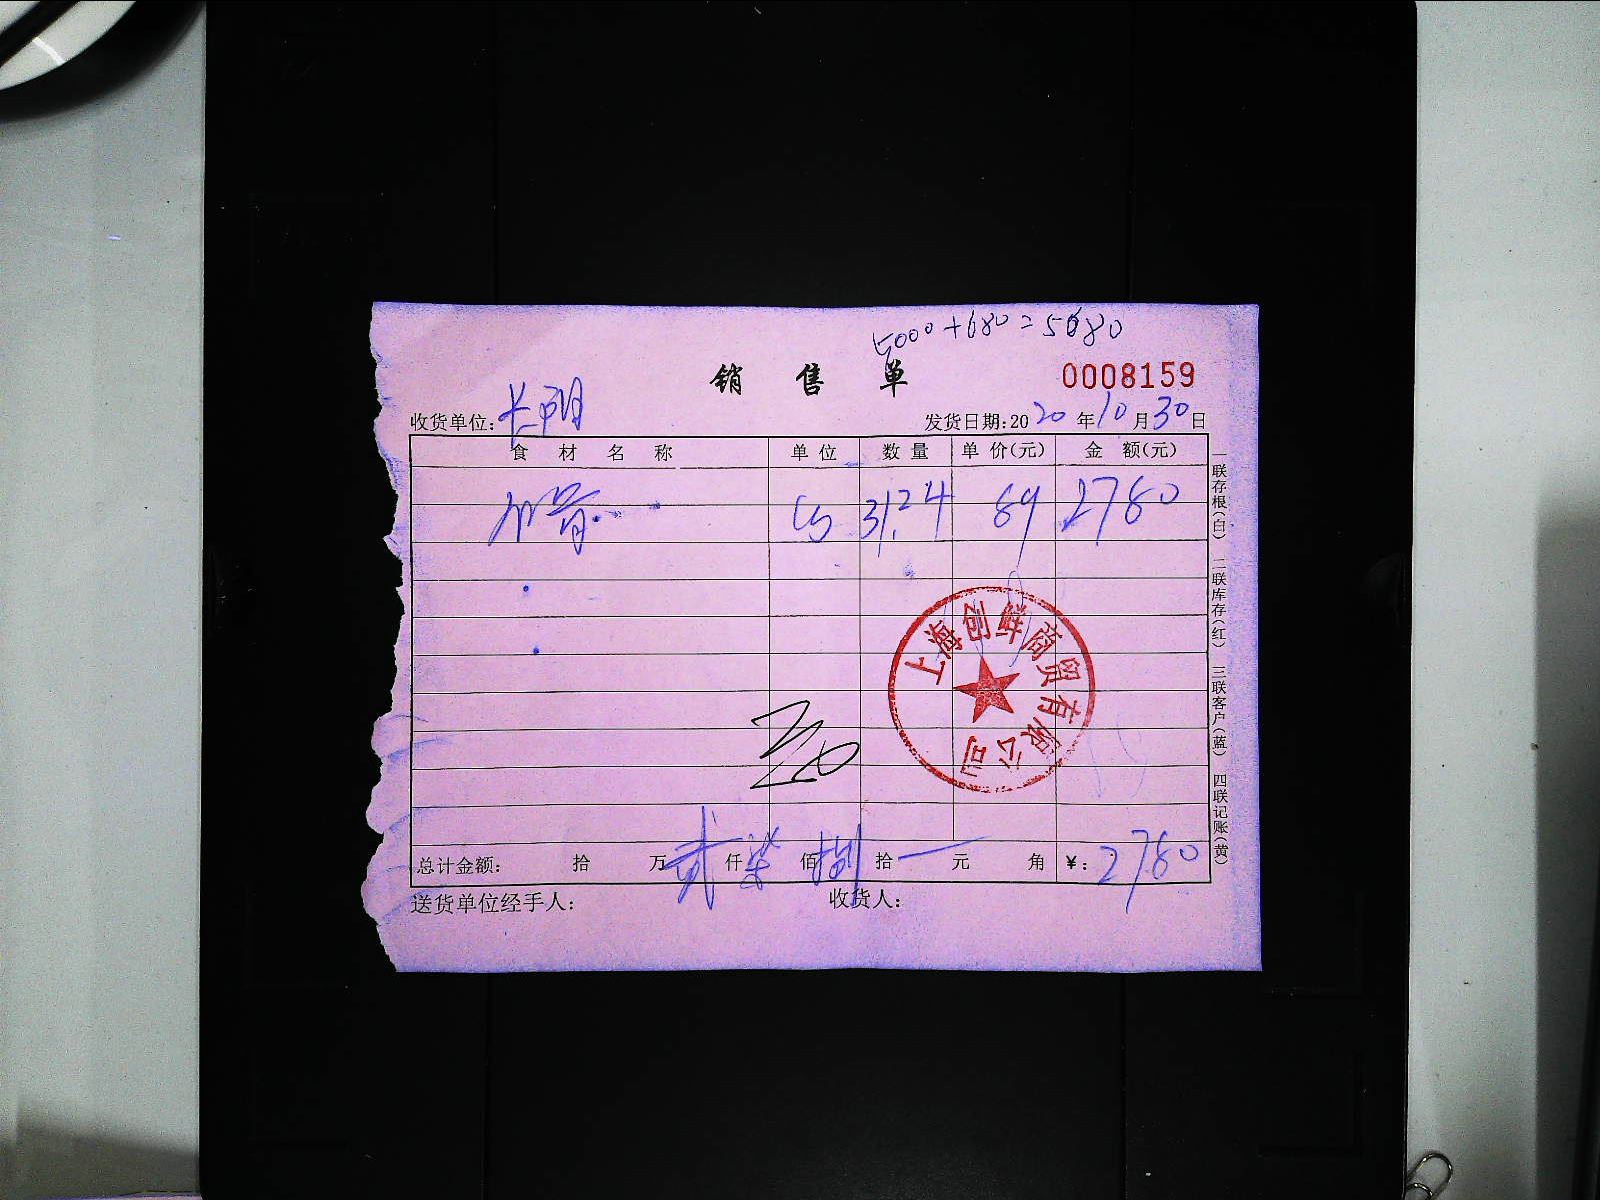 5000+680=5680
销售单
0008159
收货单位:长阳
发货日期:2020年10月30日
食材名称 单位 数量 单价(元) 金额(元)
31.24 89 2780
上海创鲜商贸有限公司
总计金额: 拾 万 贰 仟 柒 佰 捌 拾 元 角 ¥: 2780
送货单位经手人: 收货人:
一联存根(白) 二联库存(红) 三联客户(蓝) 四联记账(黄)